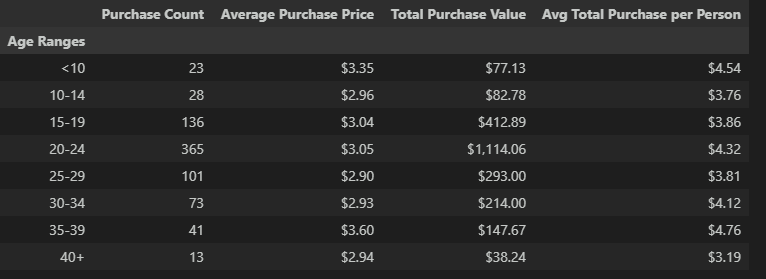 Purchase Count Average Purchase Price Total Purchase Value Avg Total Purchase per Person
Age Ranges
<10 23 $3.35 $77.13 $4.54
10-14 28 $2.96 $82.78 $3.76
15-19 136 $3.04 $412.89 $3.86
20-24 365 $3.05 $1,114.06 $4.32
25-29 101 $2.90 $293.00 $3.81
30-34 73 $2.93 $214.00 $4.12
35-39 41 $3.60 $147.67 $4.76
40+ 13 $2.94 $38.24 $3.19